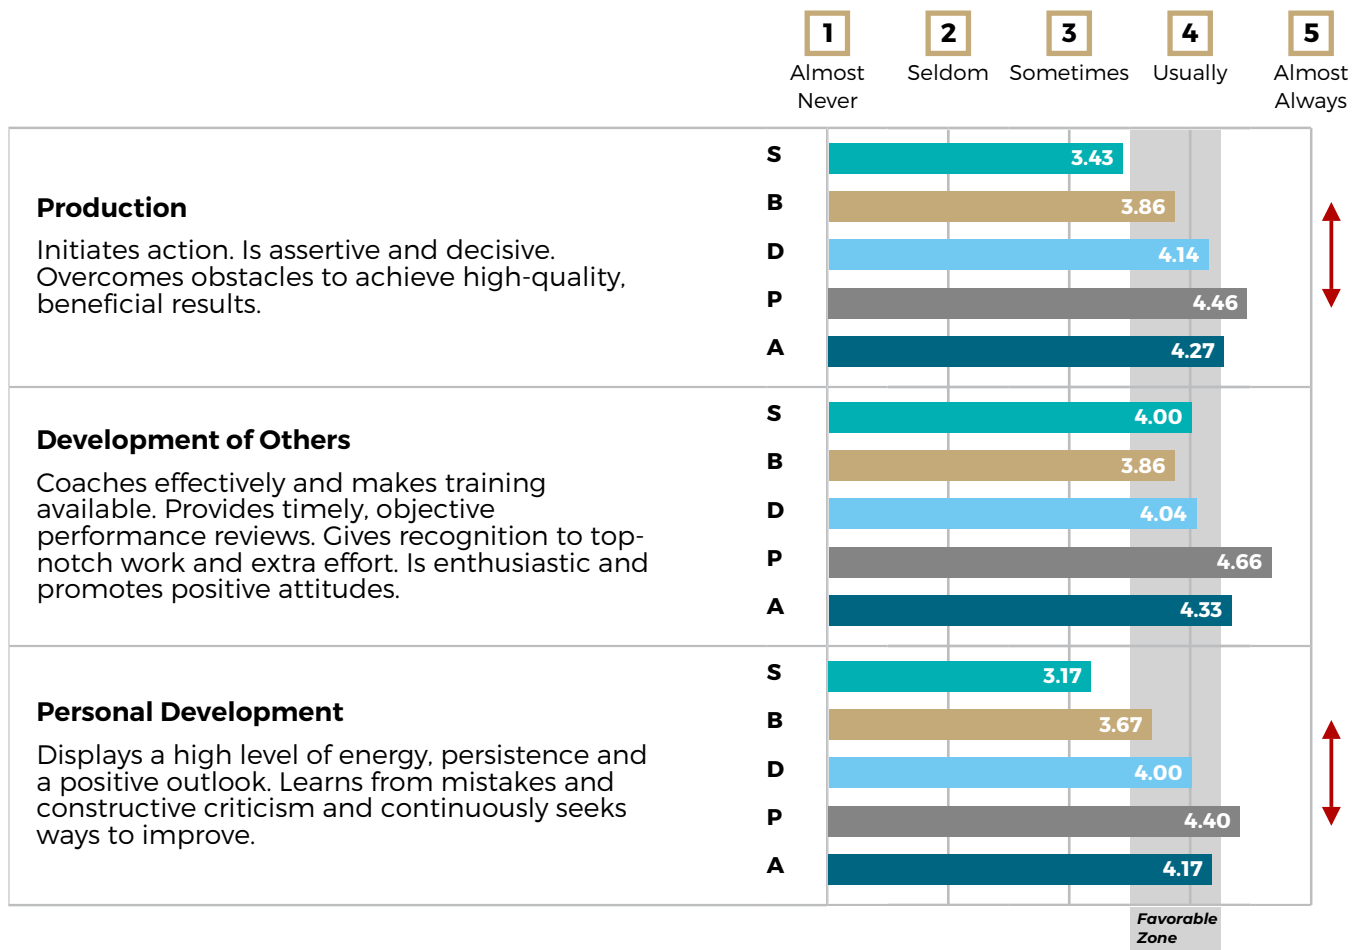 1 2 3 4 5
Almost Never Seldom Sometimes Usually Almost Always
Production
Initiates action. Is assertive and decisive.
Overcomes obstacles to achieve high-quality,
beneficial results.
S 3.43
B 3.86
D 4.14
P 4.46
A 4.27
Development of Others
Coaches effectively and makes training
available. Provides timely, objective
performance reviews. Gives recognition to top-
notch work and extra effort. Is enthusiastic and
promotes positive attitudes.
S 4.00
B 3.86
D 4.04
P 4.66
A 4.33
Personal Development
Displays a high level of energy, persistence and
a positive outlook. Learns from mistakes and
constructive criticism and continuously seeks
ways to improve.
S 3.17
B 3.67
D 4.00
P 4.40
A 4.17
Favorable
Zone